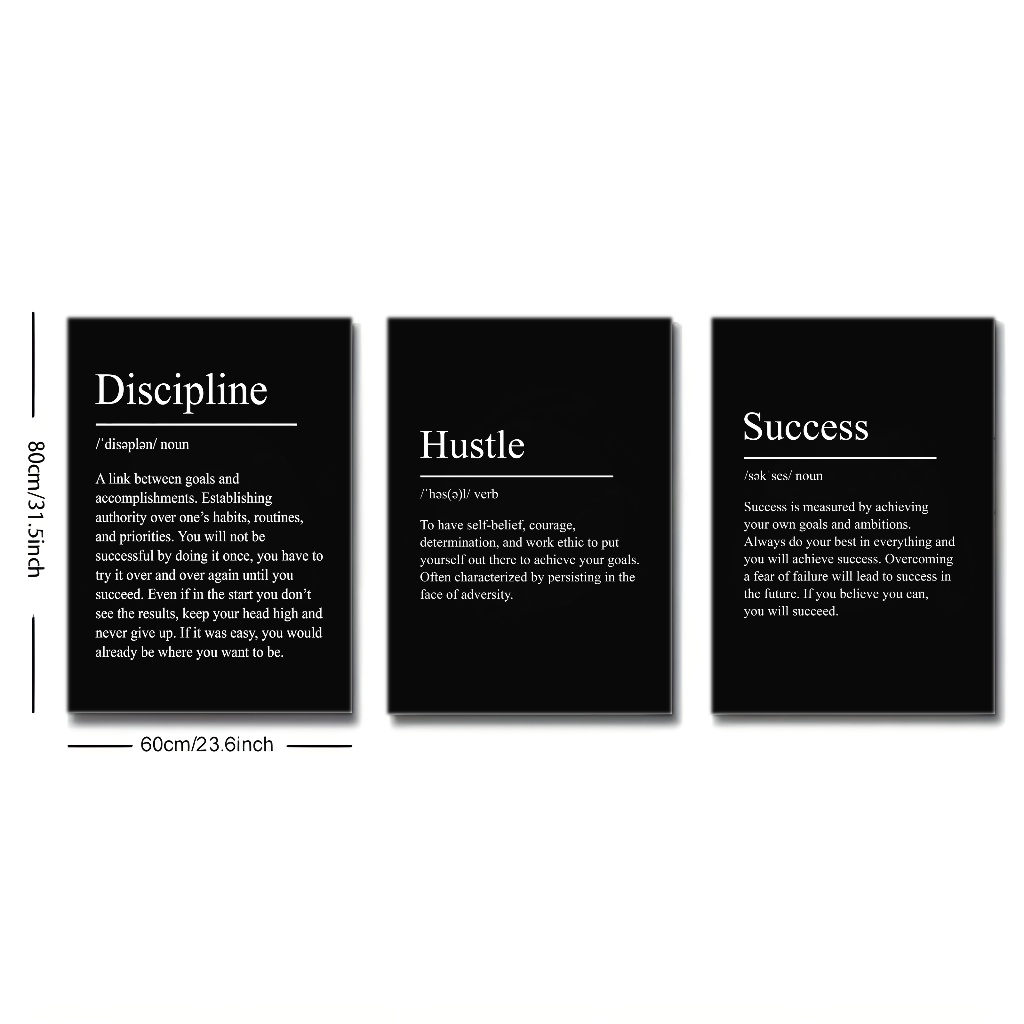 Discipline
/ˈdisəplən/ noun
A link between goals and
accomplishments. Establishing
authority over one's habits, routines,
and priorities. You will not be
successful by doing it once, you have to
try it over and over again until you
succeed. Even if in the start you don't
see the results, keep your head high and
never give up. If it was easy, you would
already be where you want to be.
Hustle
/ˈhəs(ə)l/ verb
To have self-belief, courage,
determination, and work ethic to put
yourself out there to achieve your goals.
Often characterized by persisting in the
face of adversity.
Success
/səkˈses/ noun
Success is measured by achieving
your own goals and ambitions.
Always do your best in everything and
you will achieve success. Overcoming
a fear of failure will lead to success in
the future. If you believe you can,
you will succeed.
80cm/31.5inch
60cm/23.6inch